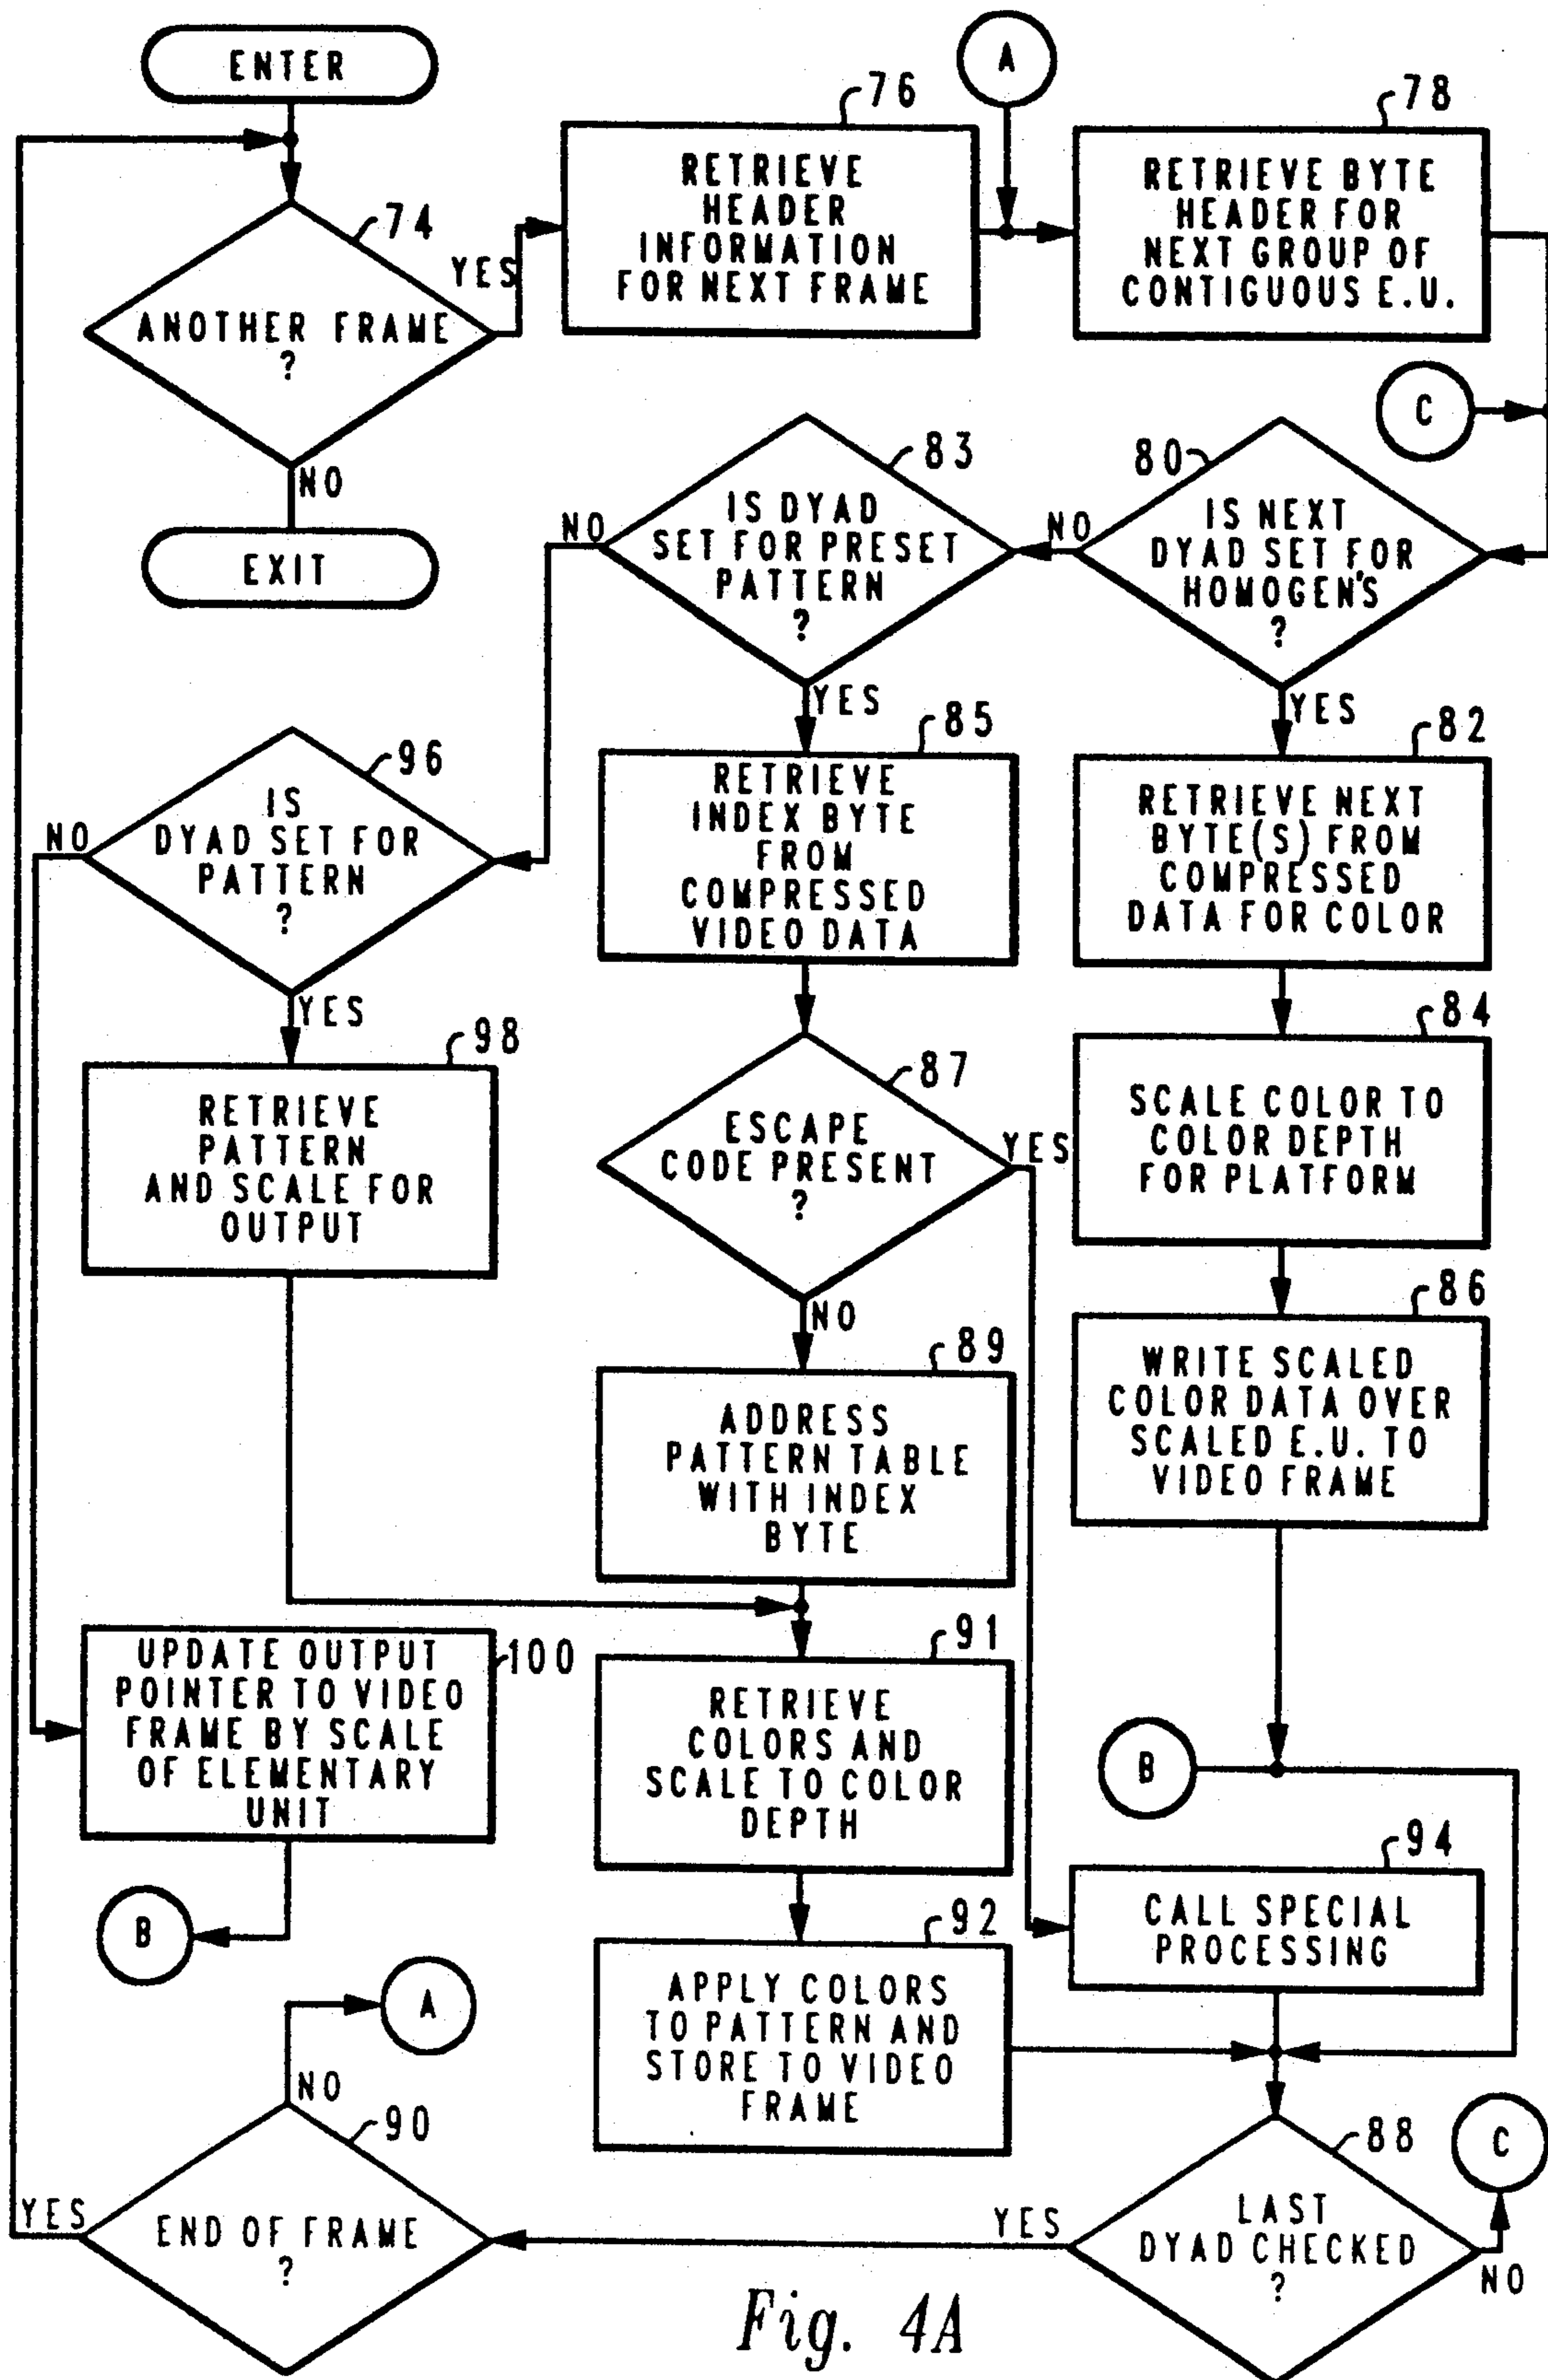 ENTER
A
76
78
RETRIEVE
HEADER
INFORMATION
FOR NEXT FRAME
RETRIEVE BYTE
HEADER FOR
NEXT GROUP OF
CONTIGUOUS E.U.
74
YES
ANOTHER FRAME
?
NO
EXIT
C
80
IS NEXT
DYAD SET FOR
HOMOGEN'S
?
NO
YES
83
IS DYAD
SET FOR PRESET
PATTERN
?
NO
YES
82
RETRIEVE NEXT
BYTE(S) FROM
COMPRESSED
DATA FOR COLOR
85
RETRIEVE
INDEX BYTE
FROM
COMPRESSED
VIDEO DATA
96
IS
DYAD SET FOR
PATTERN
?
NO
YES
84
SCALE COLOR TO
COLOR DEPTH
FOR PLATFORM
87
ESCAPE
CODE PRESENT
?
YES
NO
98
RETRIEVE
PATTERN
AND SCALE FOR
OUTPUT
86
WRITE SCALED
COLOR DATA OVER
SCALED E.U. TO
VIDEO FRAME
89
ADDRESS
PATTERN TABLE
WITH INDEX
BYTE
100
UPDATE OUTPUT
POINTER TO VIDEO
FRAME BY SCALE
OF ELEMENTARY
UNIT
91
RETRIEVE
COLORS AND
SCALE TO COLOR
DEPTH
B
94
CALL SPECIAL
PROCESSING
B
92
APPLY COLORS
TO PATTERN AND
STORE TO VIDEO
FRAME
A
NO
90
END OF FRAME
?
YES
88
C
LAST
DYAD CHECKED
?
YES
NO
Fig. 4A